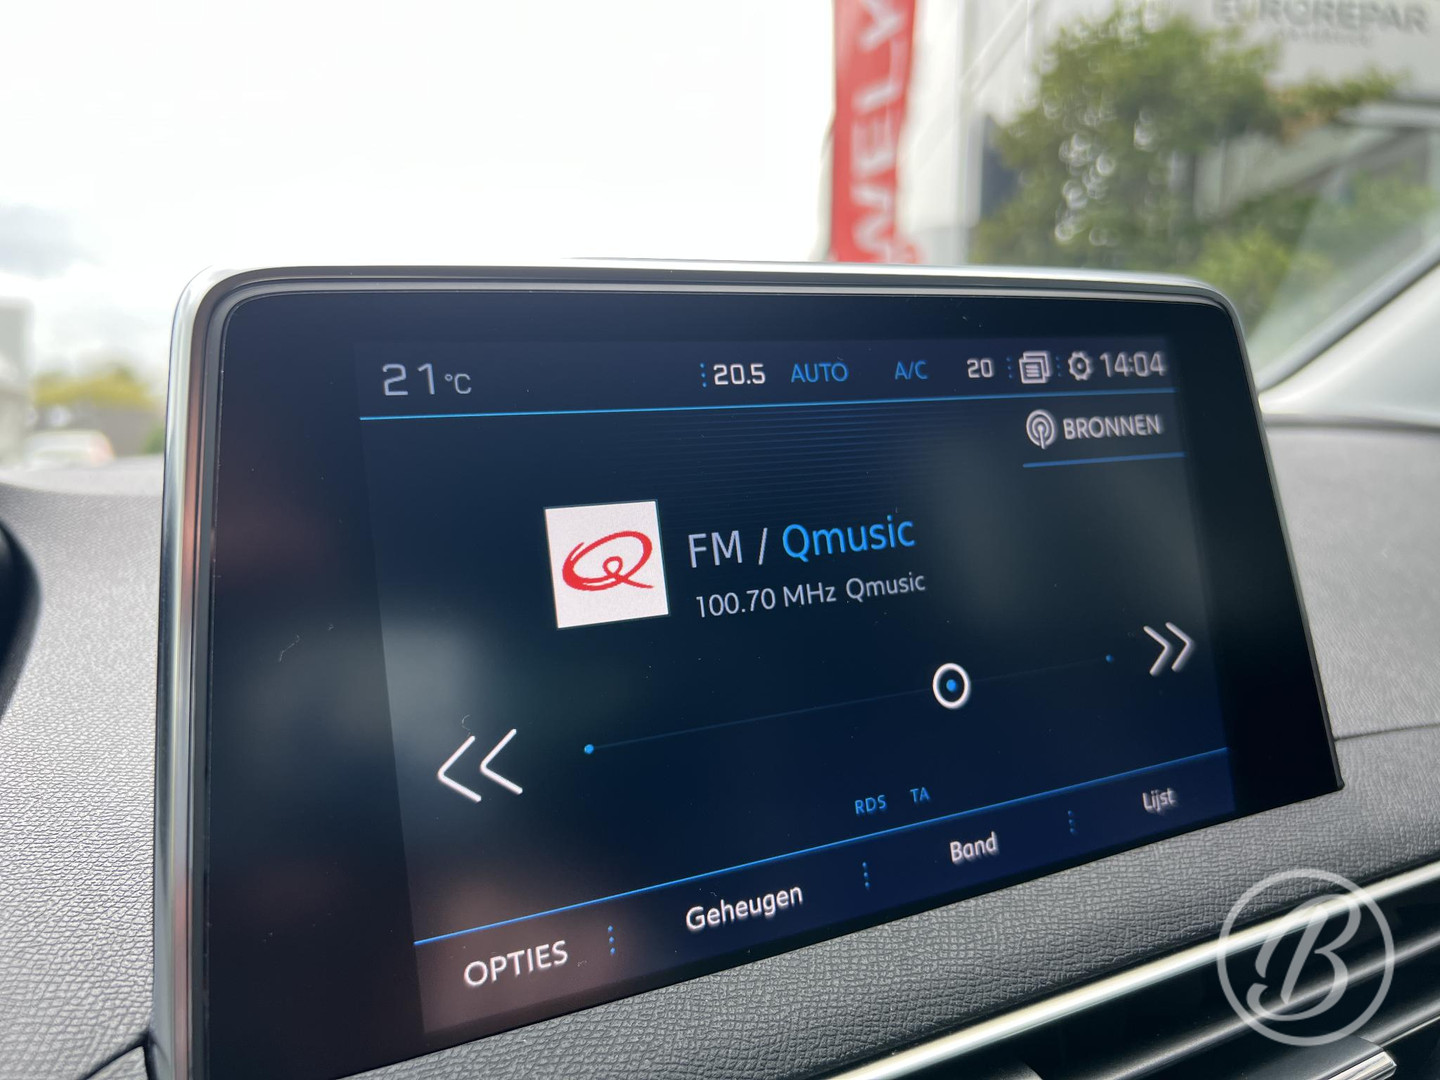 EUROREPAR
WELY
21 °C
20.5 AUTO A/C 20 14:04
BRONNEN
FM / Qmusic
100.70 MHz Qmusic
RDS TA
OPTIES Geheugen Band Lijst
B